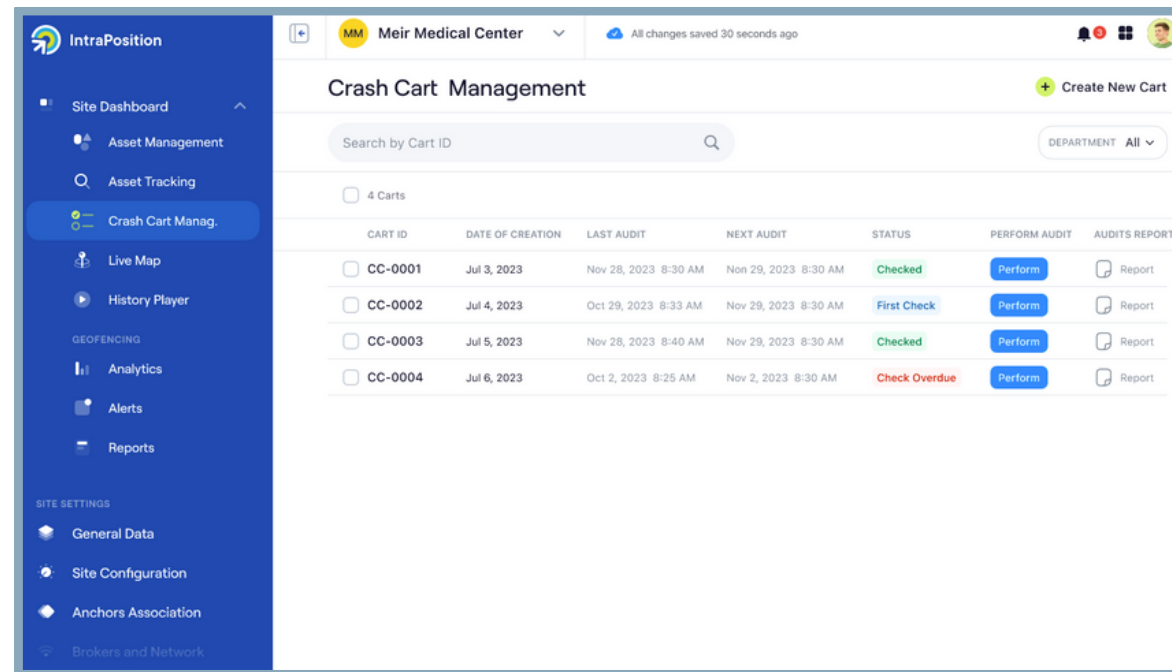 IntraPosition
MM Meir Medical Center
All changes saved 30 seconds ago
3
Site Dashboard
Asset Management
Asset Tracking
Crash Cart Manag.
Live Map
History Player
GEOFENCING
Analytics
Alerts
Reports
SITE SETTINGS
General Data
Site Configuration
Anchors Association
Brokers and Network
Crash Cart Management
Create New Cart
Search by Cart ID
DEPARTMENT All
4 Carts
CART ID DATE OF CREATION LAST AUDIT NEXT AUDIT STATUS PERFORM AUDIT AUDITS REPORT
CC-0001 Jul 3, 2023 Nov 28, 2023 8:30 AM Non 29, 2023 8:30 AM Checked Perform Report
CC-0002 Jul 4, 2023 Oct 29, 2023 8:33 AM Nov 29, 2023 8:30 AM First Check Perform Report
CC-0003 Jul 5, 2023 Nov 28, 2023 8:40 AM Nov 29, 2023 8:30 AM Checked Perform Report
CC-0004 Jul 6, 2023 Oct 2, 2023 8:25 AM Nov 2, 2023 8:30 AM Check Overdue Perform Report